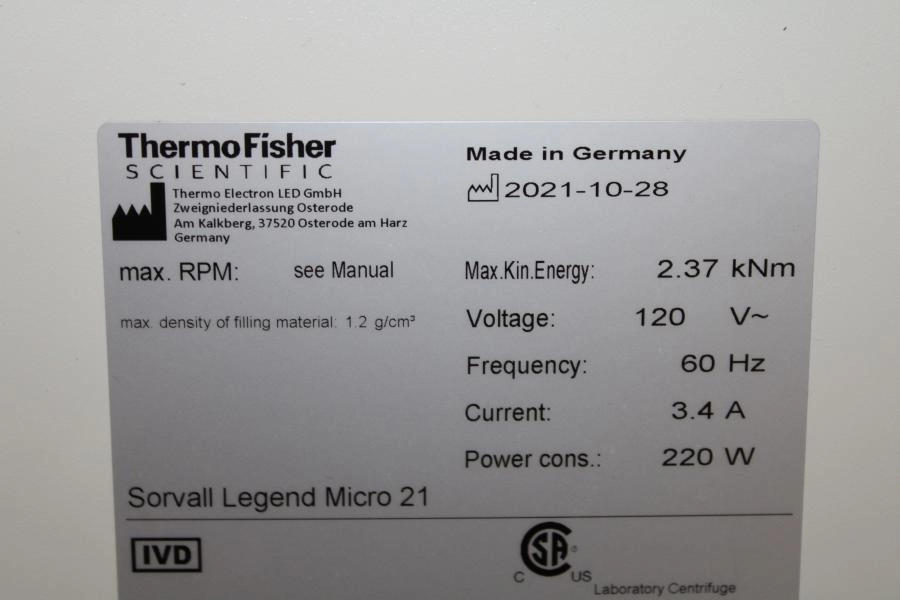 ThermoFisher
SCIENTIFIC
Thermo Electron LED GmbH
Zweigniederlassung Osterode
Am Kalkberg, 37520 Osterode am Harz
Germany
Made in Germany
2021-10-28
max. RPM: see Manual
max. density of filling material: 1.2 g/cm³
Max.Kin.Energy: 2.37 kNm
Voltage: 120 V~
Frequency: 60 Hz
Current: 3.4 A
Power cons.: 220 W
Sorvall Legend Micro 21
IVD
CSA ®
C US
Laboratory Centrifuge